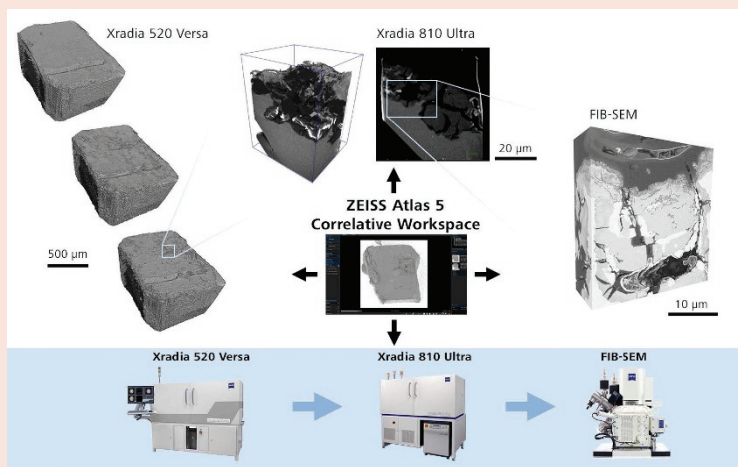 Xradia 520 Versa
Xradia 810 Ultra
FIB-SEM
20 µm
ZEISS Atlas 5
Correlative Workspace
500 µm
10 µm
Xradia 520 Versa
Xradia 810 Ultra
FIB-SEM